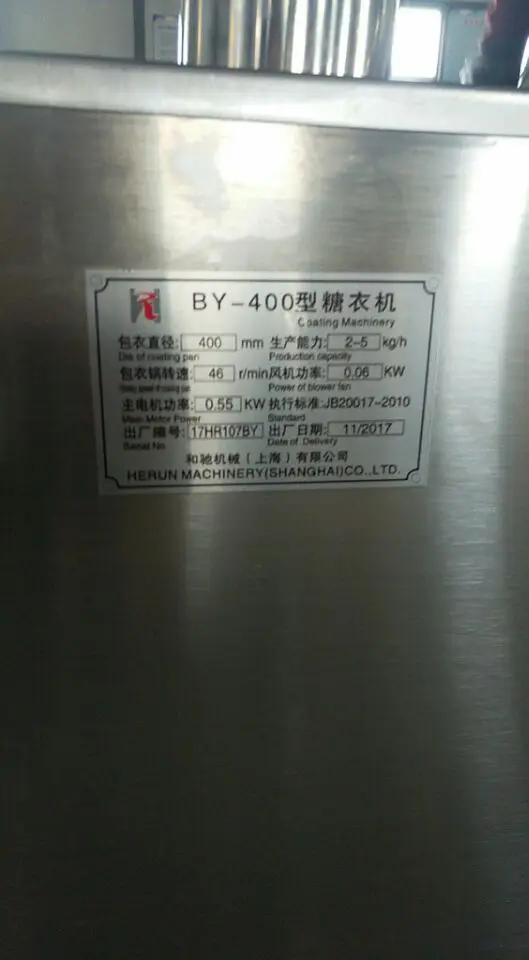 BY-400型糖衣机
Coating Machinery
包衣直径: 400 mm 生产能力: 2-5 kg/h
Dia of coating pan Production capacity
包衣锅转速: 46 r/min 风机功率: 0.06 KW
Power of blower fan
主电机功率: 0.55 KW 执行标准:JB20017-2010
Main Motor Power Standard
出厂编号: 17HR107BY 出厂日期: 11/2017
Serial No Date of Delivery
和驰机械(上海)有限公司
HERUN MACHINERY(SHANGHAI)CO.,LTD.